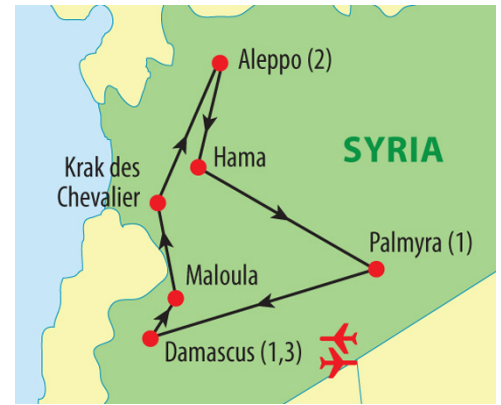 Aleppo (2)
Hama
SYRIA
Krak des
Chevalier
Palmyra (1)
Maloula
Damascus (1,3)